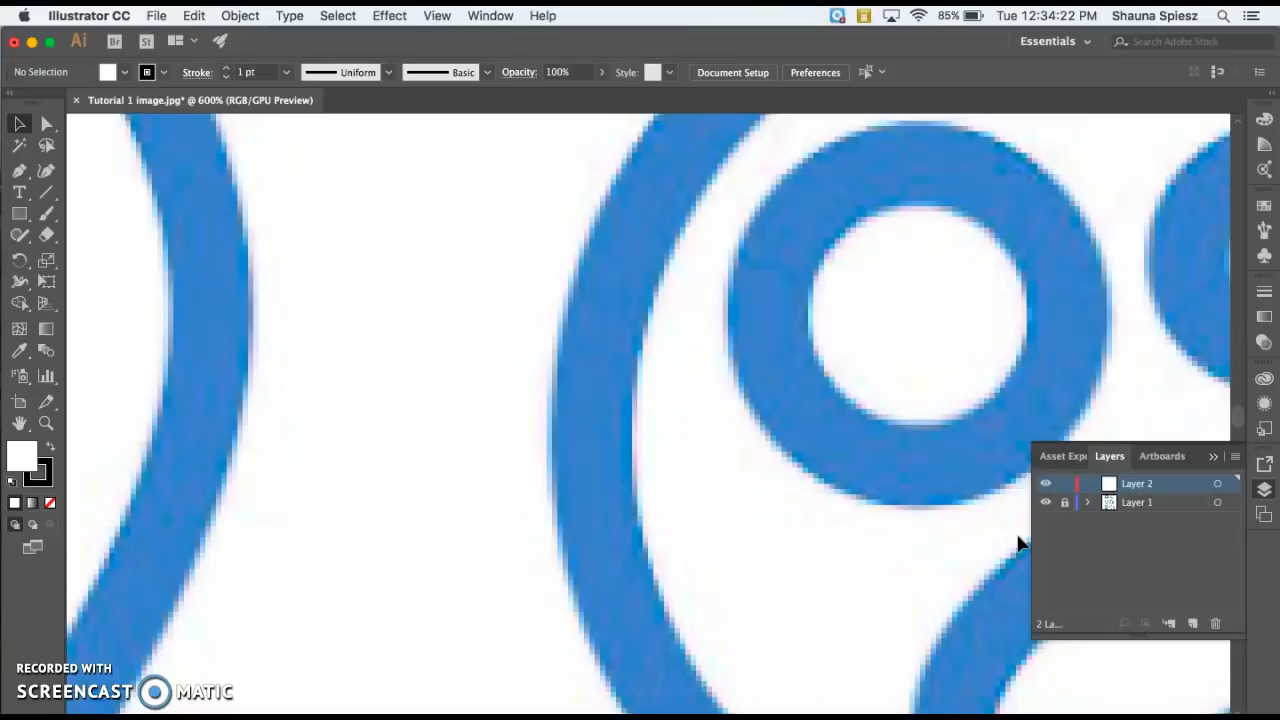 Illustrator CC File Edit Object Type Select Effect View Window Help 85% Tue 12:34:22 PM Shauna Spiesz
Ai Br St Essentials Search Adobe Stock
No Selection Stroke: 1 pt Uniform Basic Opacity: 100% Style: Document Setup Preferences
× Tutorial 1 image.jpg* @ 600% (RGB/GPU Preview)
Asset Expo Layers Artboards
Layer 2
Layer 1
2 La...
RECORDED WITH
SCREENCAST MATIC